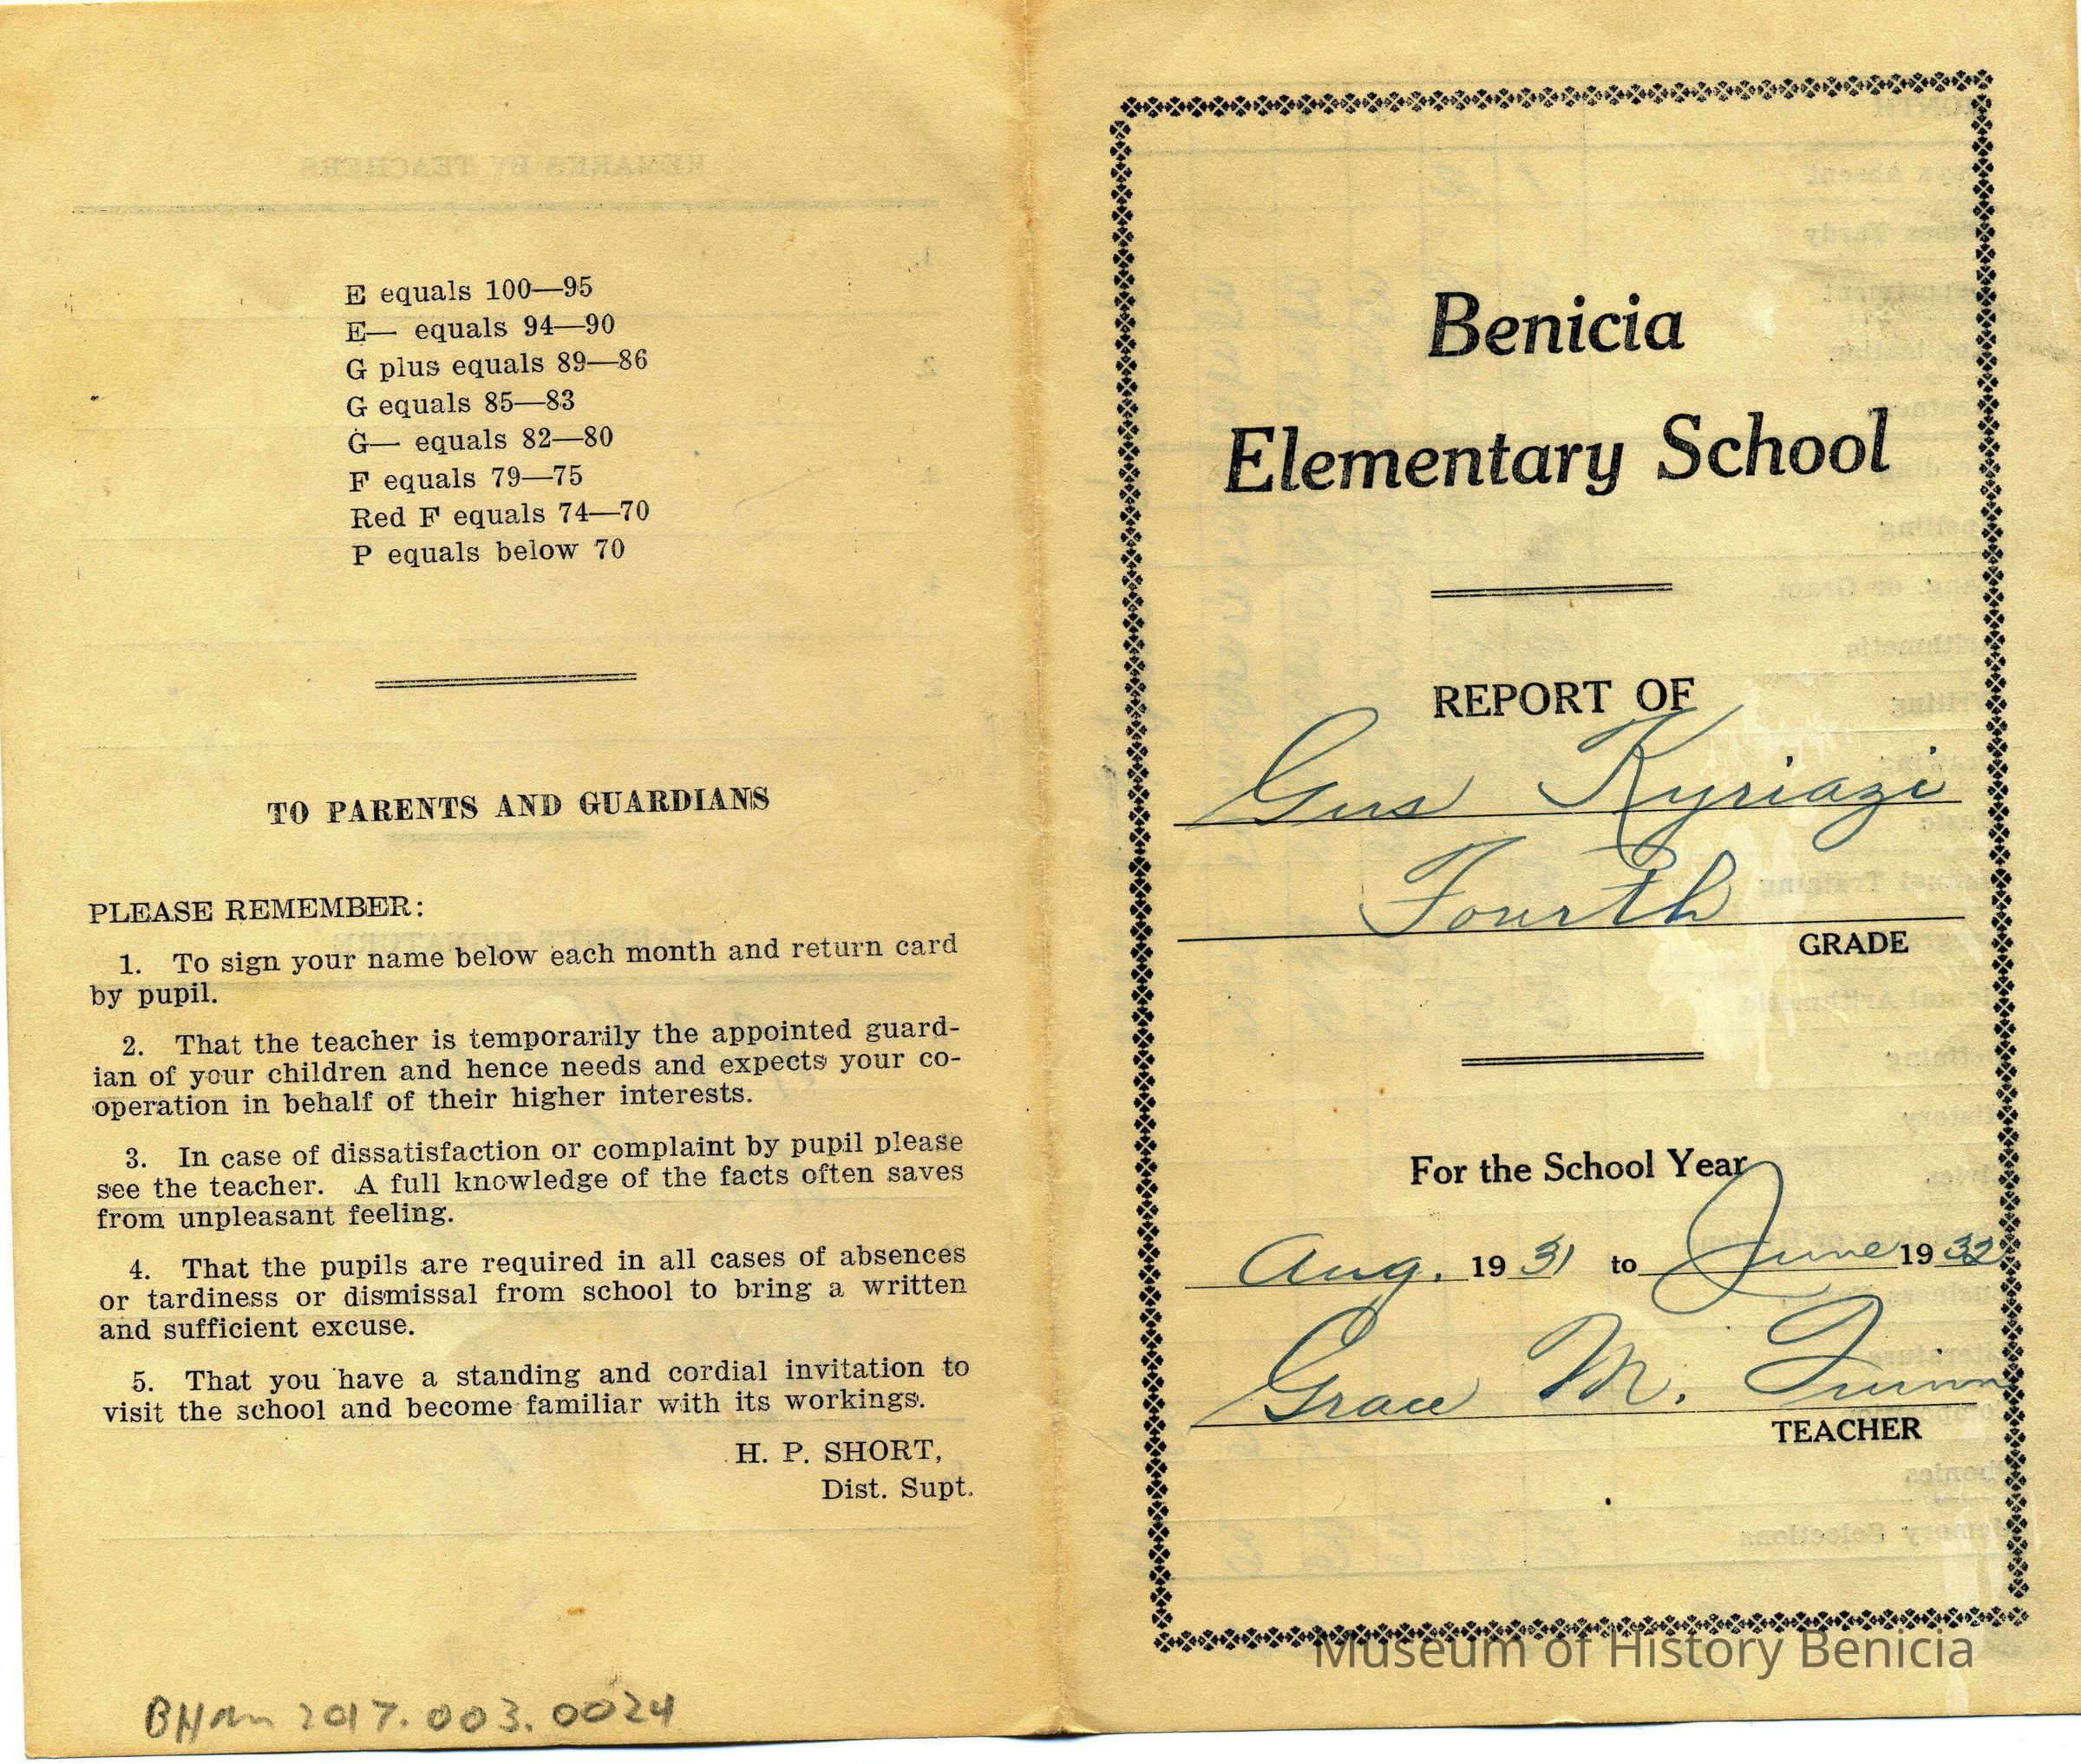 E equals 100—95
E— equals 94—90
G plus equals 89—86
G equals 85—83
G— equals 82—80
F equals 79—75
Red F equals 74—70
P equals below 70
TO PARENTS AND GUARDIANS
PLEASE REMEMBER:
1. To sign your name below each month and return card
by pupil.
2. That the teacher is temporarily the appointed guard-
ian of your children and hence needs and expects your co-
operation in behalf of their higher interests.
3. In case of dissatisfaction or complaint by pupil please
see the teacher. A full knowledge of the facts often saves
from unpleasant feeling.
4. That the pupils are required in all cases of absences
or tardiness or dismissal from school to bring a written
and sufficient excuse.
5. That you have a standing and cordial invitation to
visit the school and become familiar with its workings.
H. P. SHORT,
Dist. Supt.
BHM 2017.003.0024
Benicia
Elementary School
REPORT OF
Gus Kyriazi
Fourth
GRADE
For the School Year
Aug. 1931 to June 1932
Grace M. Quinn
TEACHER
Museum of History Benicia